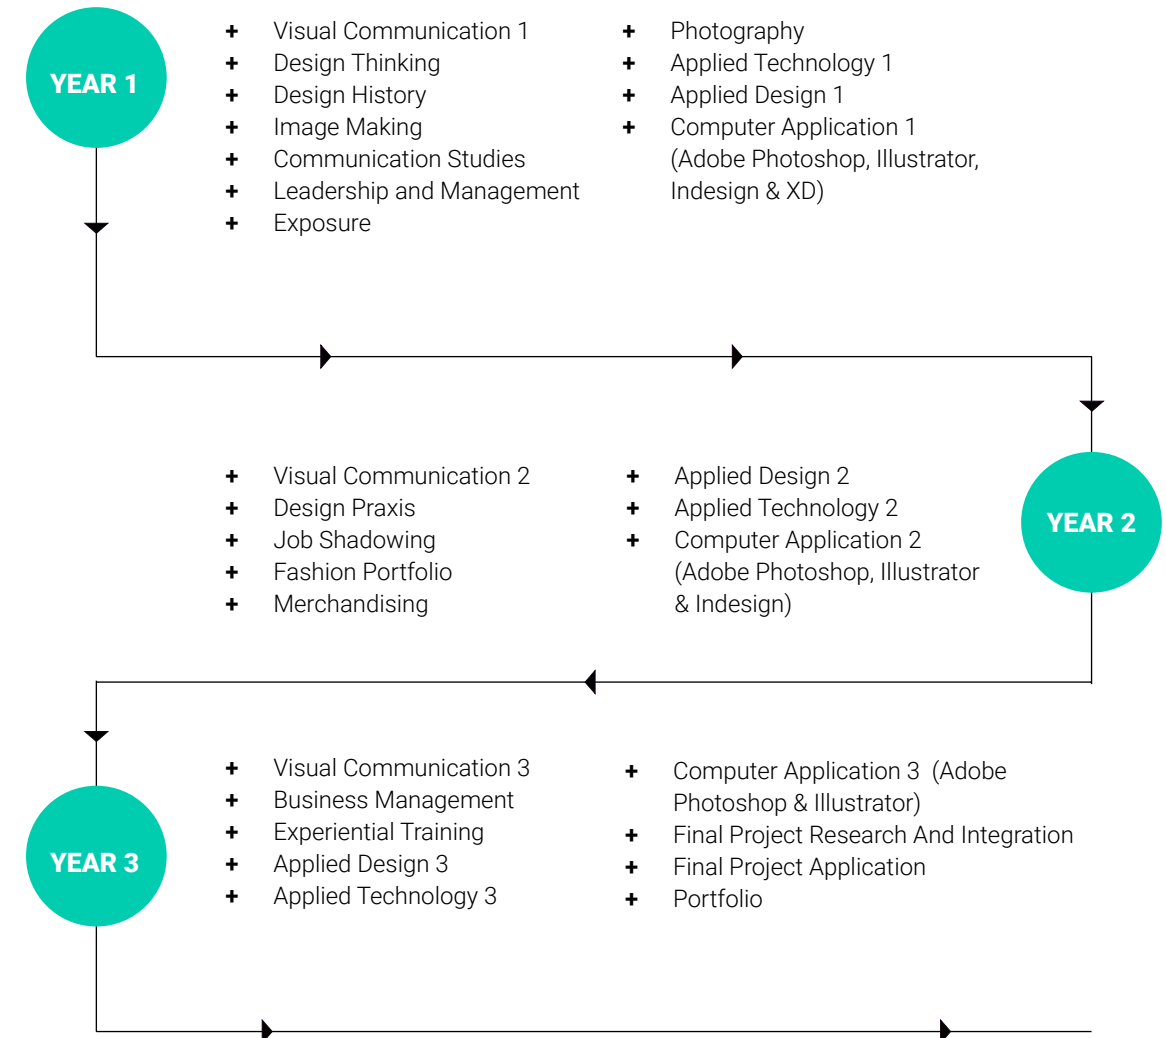 YEAR 1
+ Visual Communication 1
+ Design Thinking
+ Design History
+ Image Making
+ Communication Studies
+ Leadership and Management
+ Exposure
+ Photography
+ Applied Technology 1
+ Applied Design 1
+ Computer Application 1
(Adobe Photoshop, Illustrator,
Indesign & XD)
+ Visual Communication 2
+ Design Praxis
+ Job Shadowing
+ Fashion Portfolio
+ Merchandising
+ Applied Design 2
+ Applied Technology 2
+ Computer Application 2
(Adobe Photoshop, Illustrator
& Indesign)
YEAR 2
YEAR 3
+ Visual Communication 3
+ Business Management
+ Experiential Training
+ Applied Design 3
+ Applied Technology 3
+ Computer Application 3 (Adobe
Photoshop & Illustrator)
+ Final Project Research And Integration
+ Final Project Application
+ Portfolio